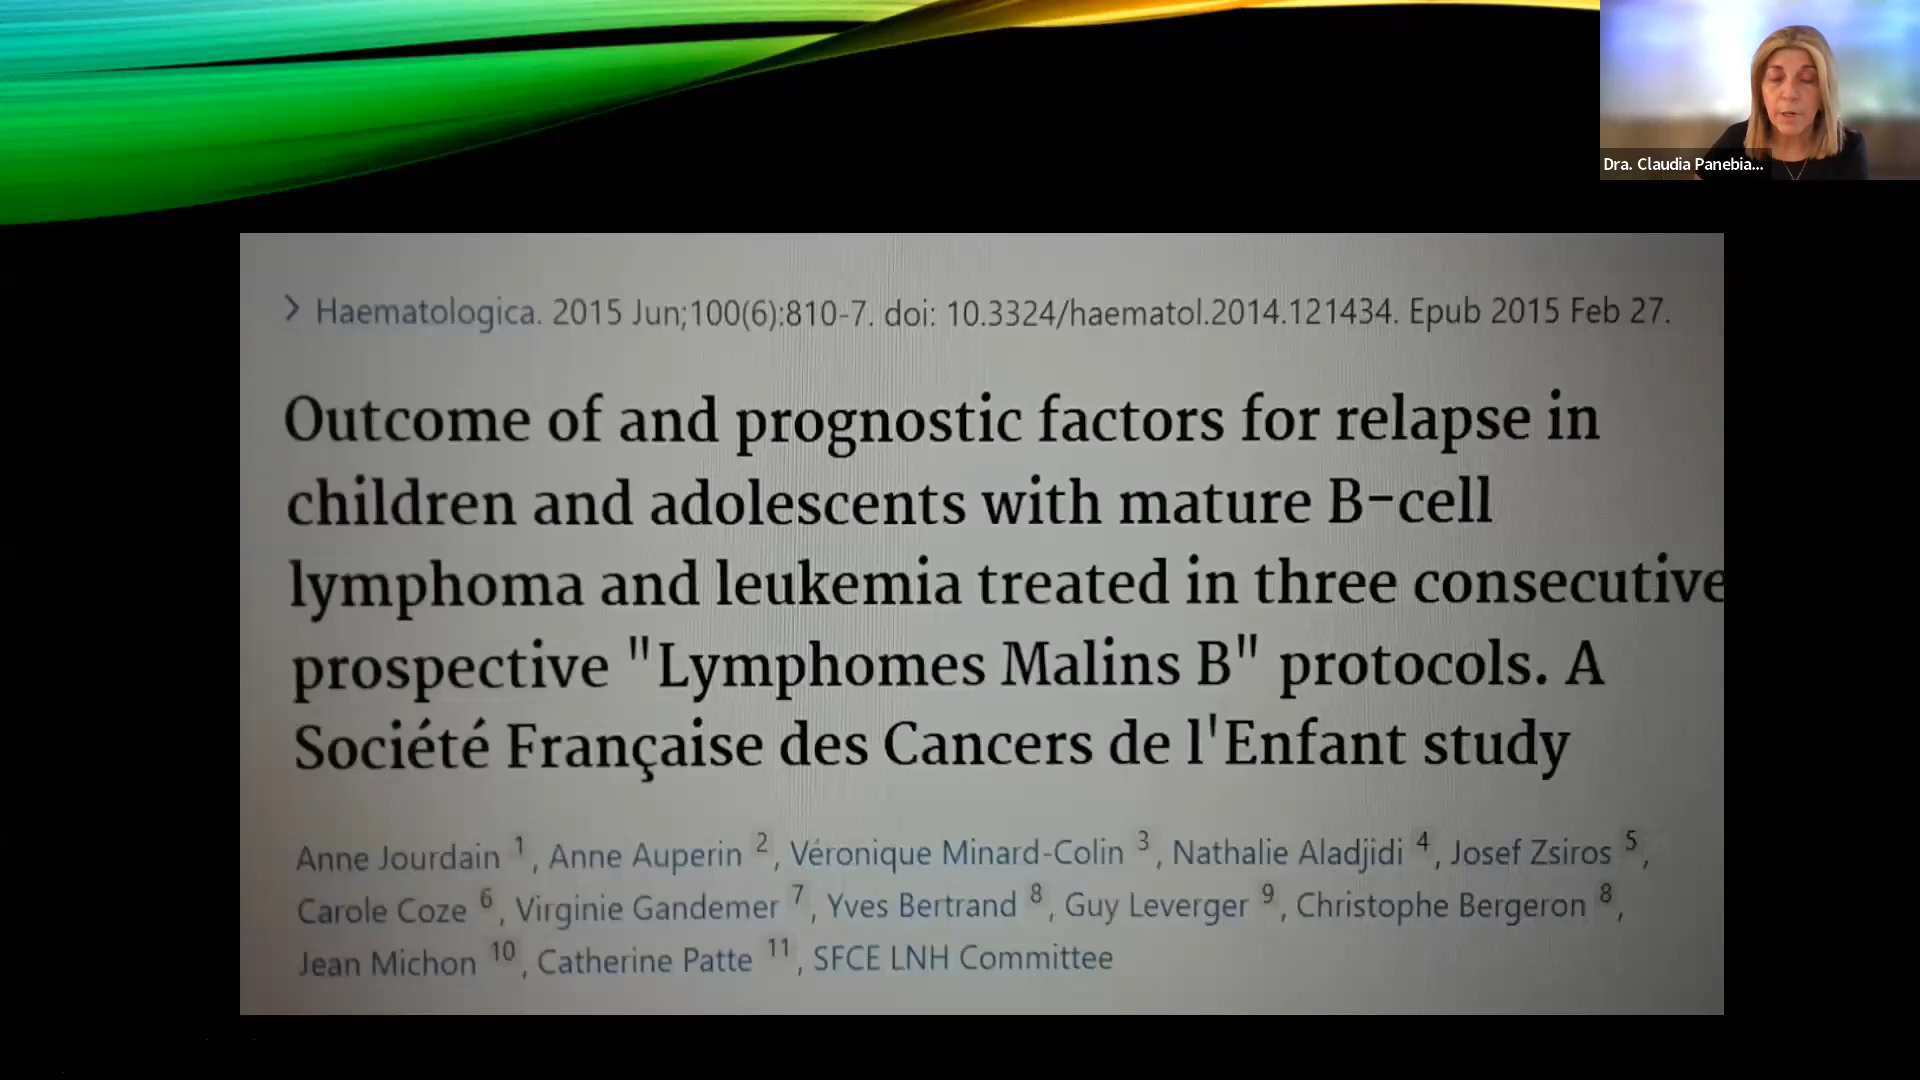 Dra. Claudia Panebia...
> Haematologica. 2015 Jun;100(6):810-7. doi: 10.3324/haematol.2014.121434. Epub 2015 Feb 27.
Outcome of and prognostic factors for relapse in
children and adolescents with mature B-cell
lymphoma and leukemia treated in three consecutive
prospective "Lymphomes Malins B" protocols. A
Société Française des Cancers de l'Enfant study
Anne Jourdain 1, Anne Auperin 2, Véronique Minard-Colin 3, Nathalie Aladjidi 4, Josef Zsiros 5,
Carole Coze 6, Virginie Gandemer 7, Yves Bertrand 8, Guy Leverger 9, Christophe Bergeron 8,
Jean Michon 10, Catherine Patte 11, SFCE LNH Committee